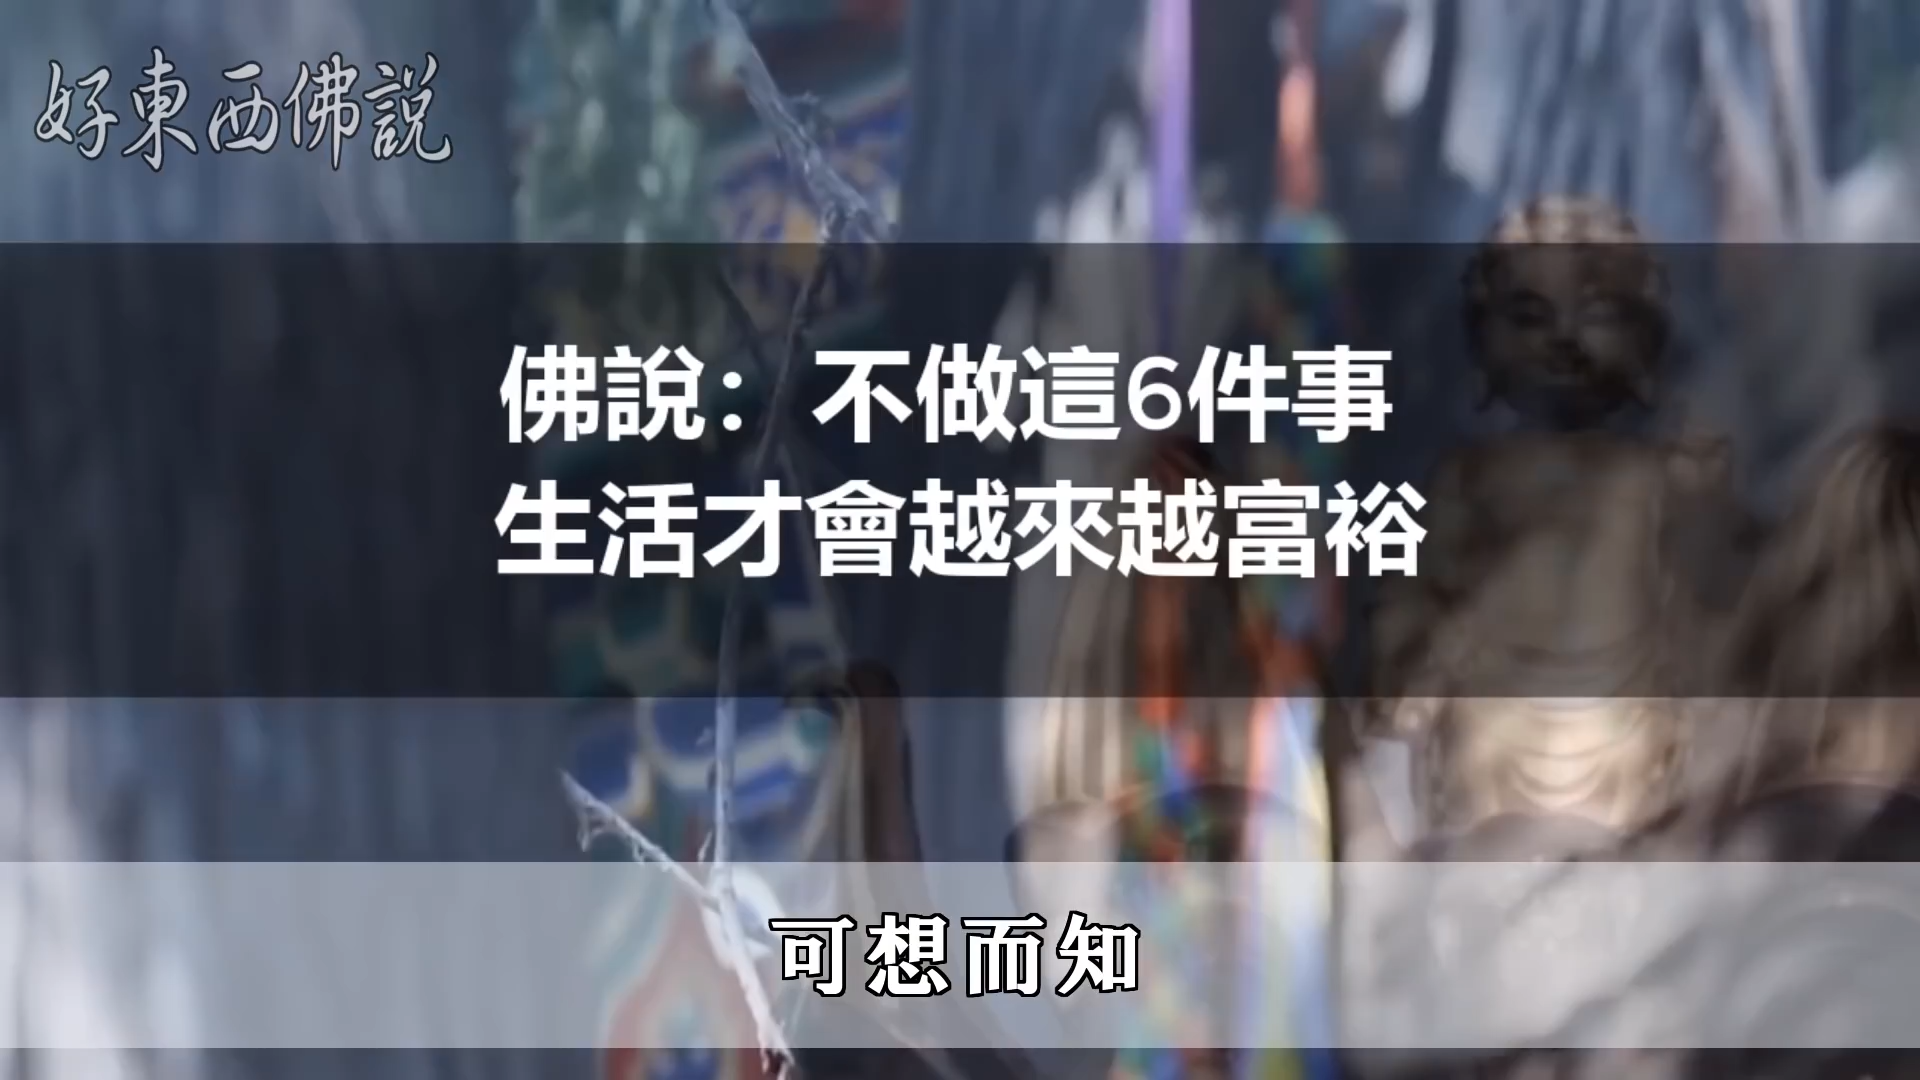 好東西佛説
佛說：不做這6件事
生活才會越來越富裕
可想而知